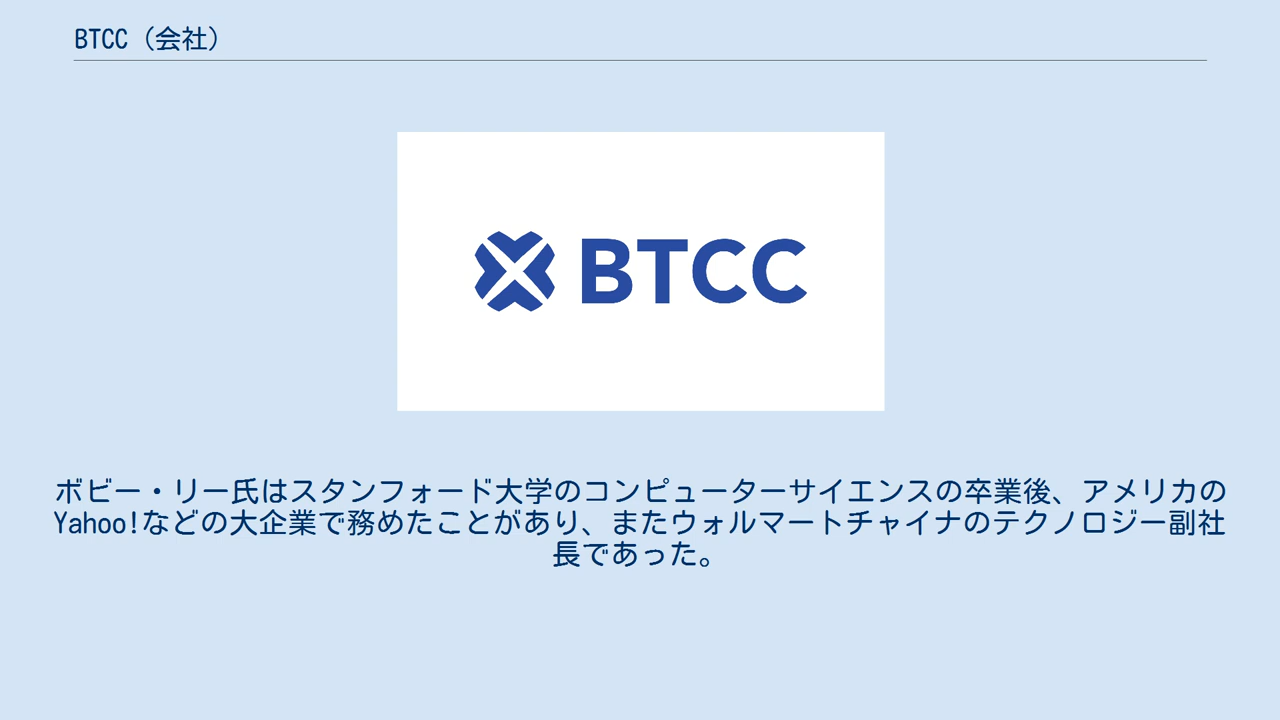 BTCC（会社）
BTCC
ボビー・リー氏はスタンフォード大学のコンピューターサイエンスの卒業後、アメリカの
Yahoo!などの大企業で務めたことがあり、またウォルマートチャイナのテクノロジー副社
長であった。